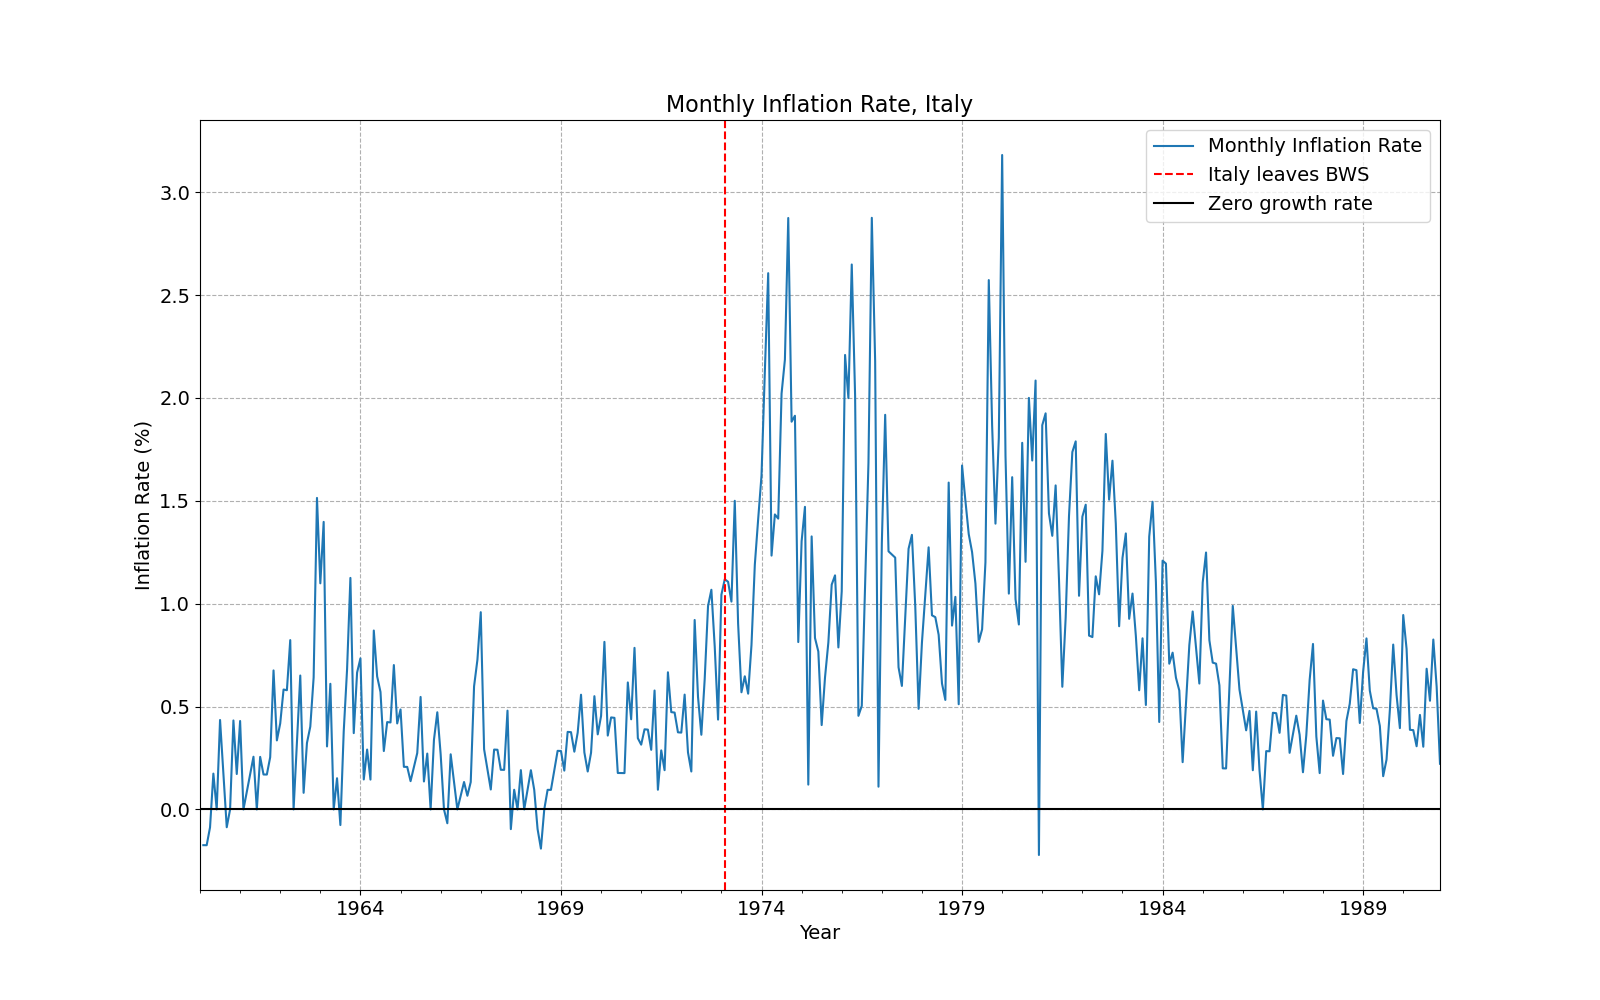 Monthly Inflation Rate, Italy
Monthly Inflation Rate
Italy leaves BWS
Zero growth rate
3.0
2.5
2.0
1.5
1.0
0.5
0.0
Inflation Rate (%)
1964 1969 1974 1979 1984 1989
Year